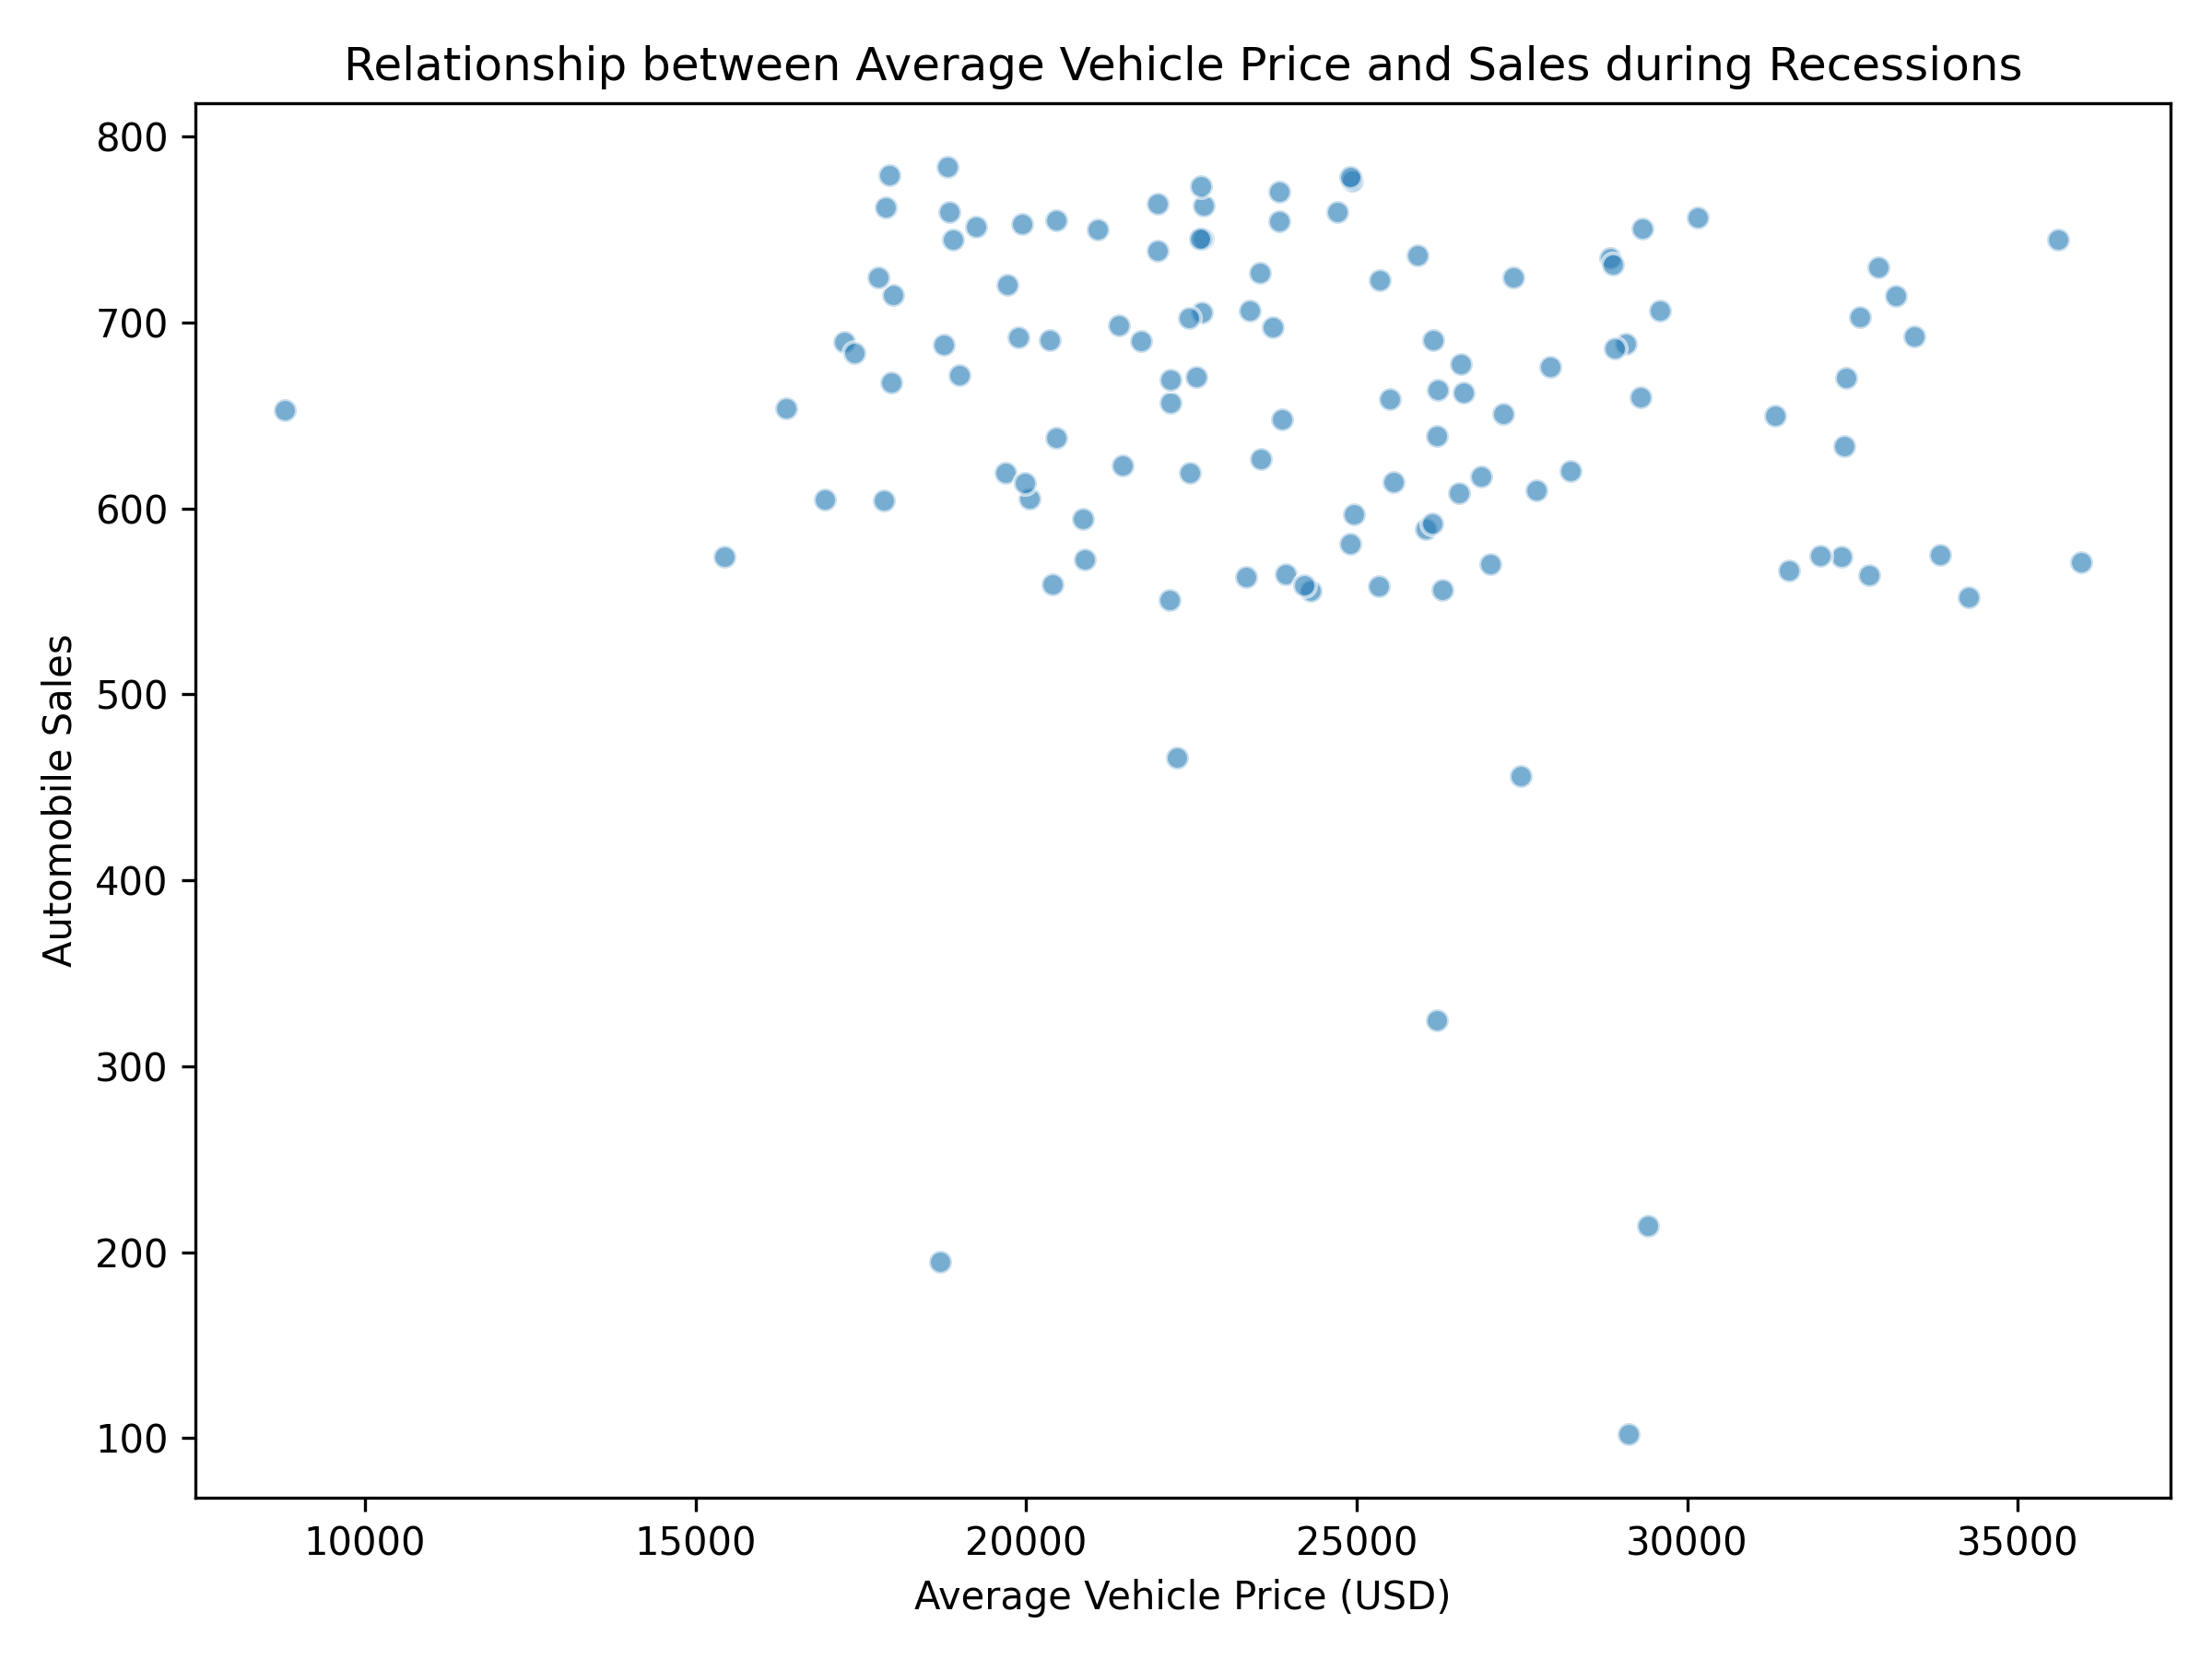 Relationship between Average Vehicle Price and Sales during Recessions
800
700
600
500
400
300
200
100
Automobile Sales
10000 15000 20000 25000 30000 35000
Average Vehicle Price (USD)